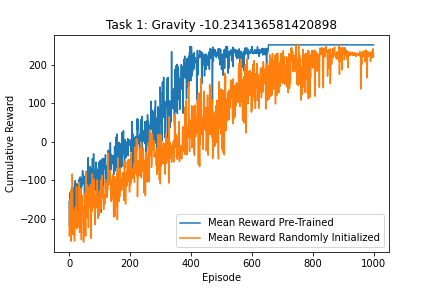 Task 1: Gravity -10.234136581420898
Cumulative Reward
200
100
0
−100
−200
Mean Reward Pre-Trained
Mean Reward Randomly Initialized
0 200 400 600 800 1000
Episode